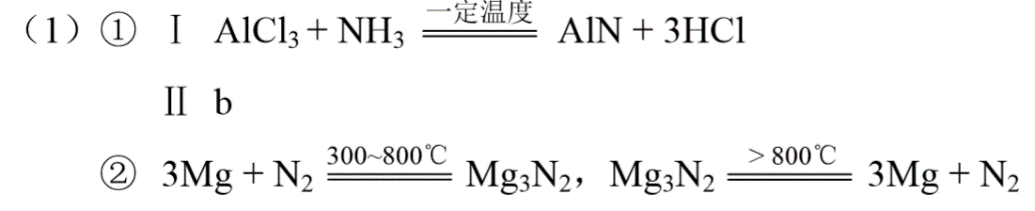 （1）① Ⅰ AlCl₃ + NH₃ ══一定温度══ AlN + 3HCl
Ⅱ b
② 3Mg + N₂ ══300~800℃══ Mg₃N₂，Mg₃N₂ ══＞800℃══ 3Mg + N₂